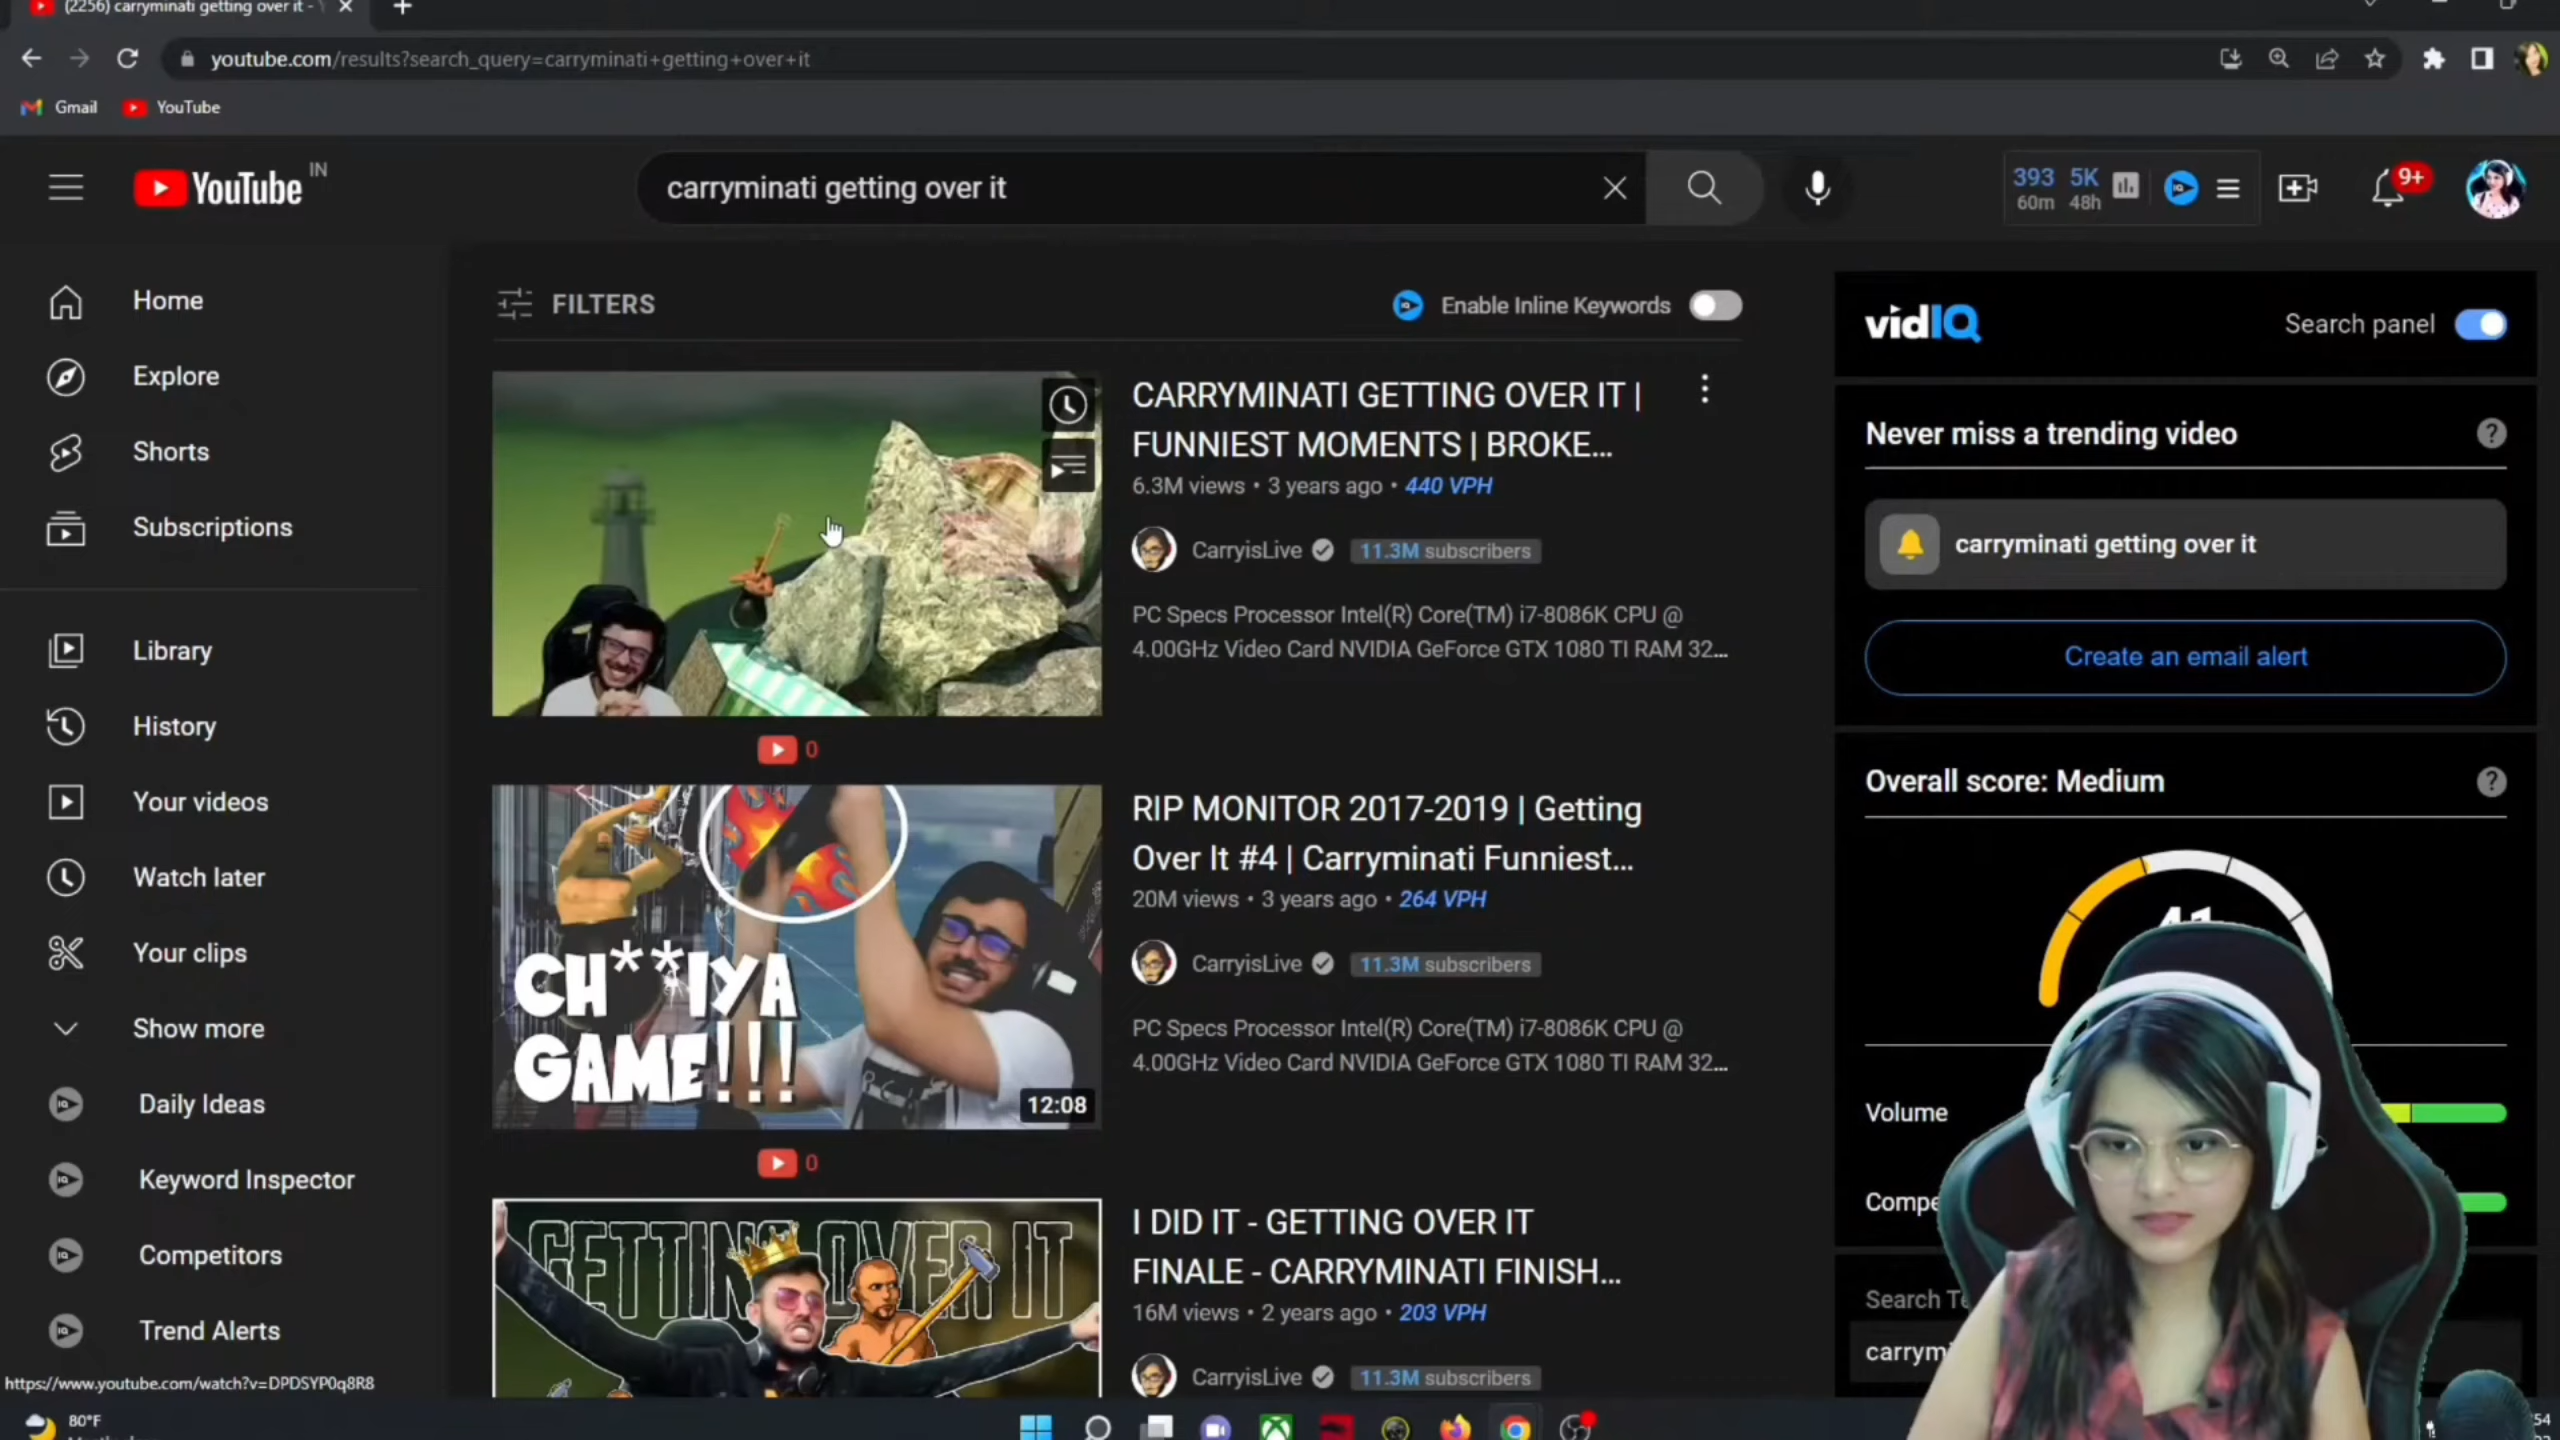 (2256) carryminati getting over it -
youtube.com/results?search_query=carryminati+getting+over+it
Gmail
YouTube
YouTube IN
carryminati getting over it
393 5K
60m 48h
9+
Home
Explore
Shorts
Subscriptions
Library
History
Your videos
Watch later
Your clips
Show more
Daily Ideas
Keyword Inspector
Competitors
Trend Alerts
FILTERS
Enable Inline Keywords
CARRYMINATI GETTING OVER IT |
FUNNIEST MOMENTS | BROKE...
6.3M views • 3 years ago • 440 VPH
CarryisLive
11.3M subscribers
PC Specs Processor Intel(R) Core(TM) i7-8086K CPU @
4.00GHz Video Card NVIDIA GeForce GTX 1080 TI RAM 32...
0
CH**IYA
GAME!!!
12:08
RIP MONITOR 2017-2019 | Getting
Over It #4 | Carryminati Funniest...
20M views • 3 years ago • 264 VPH
CarryisLive
11.3M subscribers
PC Specs Processor Intel(R) Core(TM) i7-8086K CPU @
4.00GHz Video Card NVIDIA GeForce GTX 1080 TI RAM 32...
0
GETTING OVER IT
I DID IT - GETTING OVER IT
FINALE - CARRYMINATI FINISH...
16M views • 2 years ago • 203 VPH
CarryisLive
11.3M subscribers
vidIQ
Search panel
Never miss a trending video
carryminati getting over it
Create an email alert
Overall score: Medium
Volume
Search
https://www.youtube.com/watch?v=DPDSYP0q8R8
80°F
54